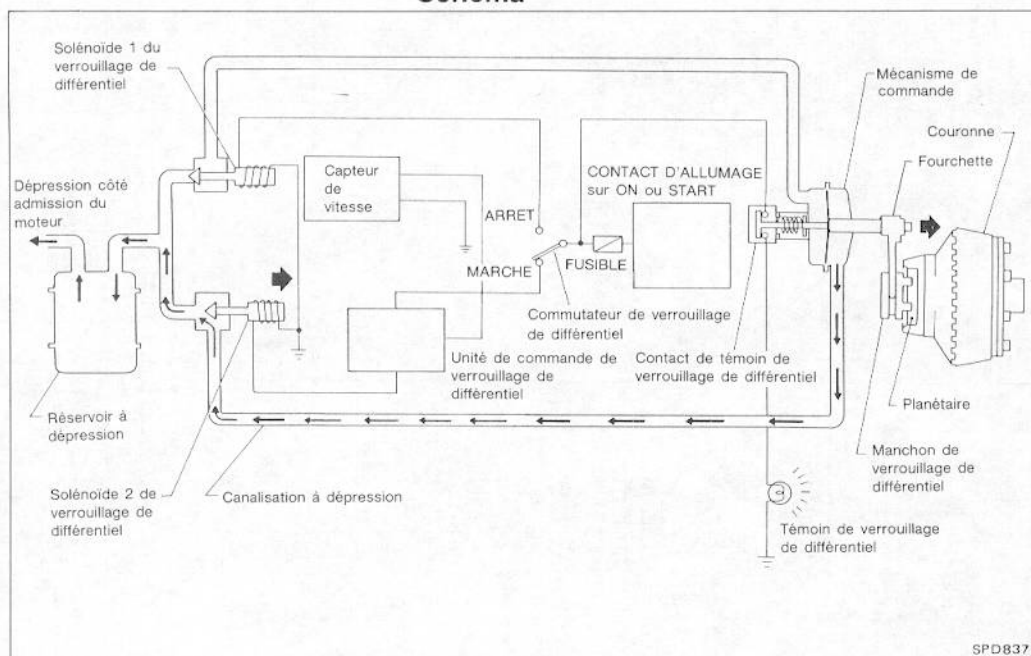 Schéma
Solénoïde 1 du
verrouillage de
différentiel
Mécanisme de
commande
Couronne
Fourchette
Dépression côté
admission du
moteur
Capteur
de
vitesse
CONTACT D'ALLUMAGE
sur ON ou START
ARRET
MARCHE
FUSIBLE
Commutateur de verrouillage
de différentiel
Unité de commande de
verrouillage de
différentiel
Contact de témoin de
verrouillage de différentiel
Planétaire
Réservoir à
dépression
Manchon de
verrouillage de
différentiel
Solénoïde 2 de
verrouillage de
différentiel
Canalisation à dépression
Témoin de verrouillage
de différentiel
SPD837